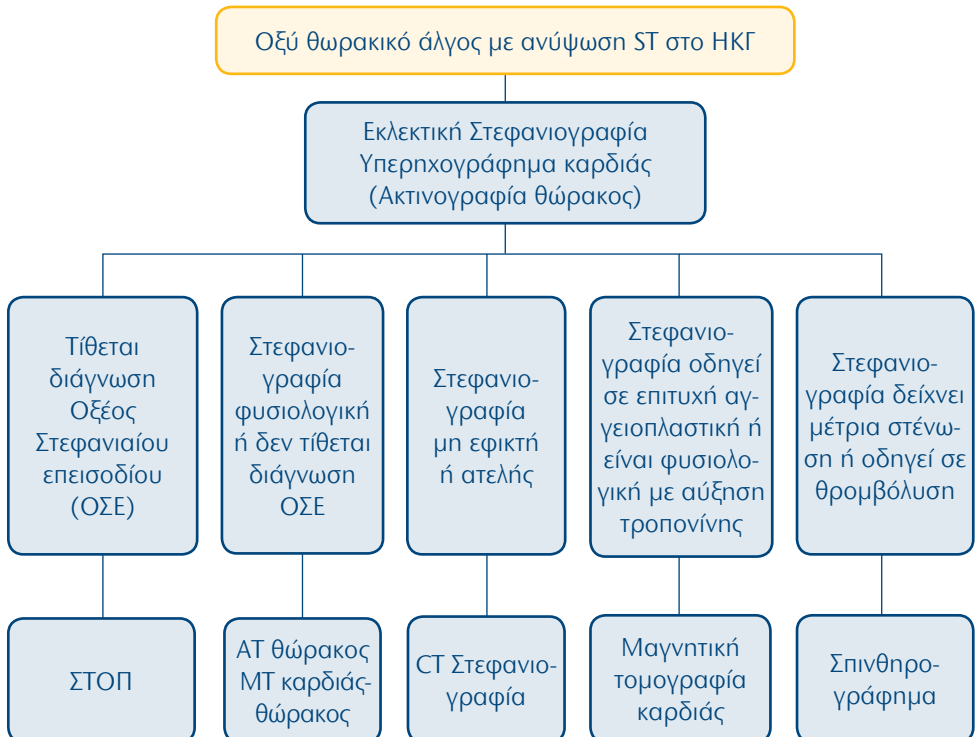 Οξύ θωρακικό άλγος με ανύψωση ST στο ΗΚΓ
Εκλεκτική Στεφανιογραφία
Υπερηχογράφημα καρδιάς
(Ακτινογραφία θώρακος)
Τίθεται
διάγνωση
Οξέος
Στεφανιαίου
επεισοδίου
(ΟΣΕ)
Στεφανιο-
γραφία
φυσιολογική
ή δεν τίθεται
διάγνωση
ΟΣΕ
Στεφανιο-
γραφία
μη εφικτή
ή ατελής
Στεφανιο-
γραφία οδηγεί
σε επιτυχή αγ-
γειοπλαστική ή
είναι φυσιολο-
γική με αύξηση
τροπονίνης
Στεφανιο-
γραφία δείχνει
μέτρια στένω-
ση ή οδηγεί σε
θρομβόλυση
ΣΤΟΠ
ΑΤ θώρακος
ΜΤ καρδιάς-
θώρακος
CT Στεφανιο-
γραφία
Μαγνητική
τομογραφία
καρδιάς
Σπινθηρο-
γράφημα